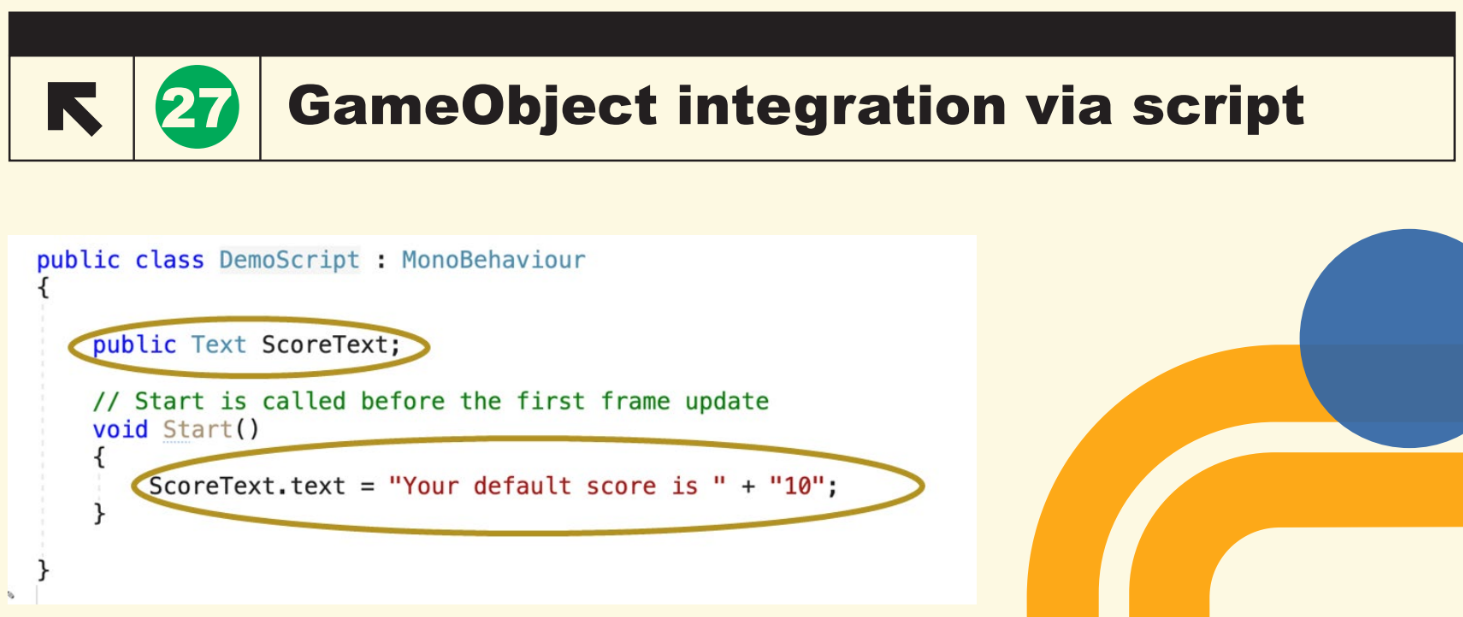 27 GameObject integration via script
public class DemoScript : MonoBehaviour
{
public Text ScoreText;
// Start is called before the first frame update
void Start()
{
ScoreText.text = "Your default score is " + "10";
}
}